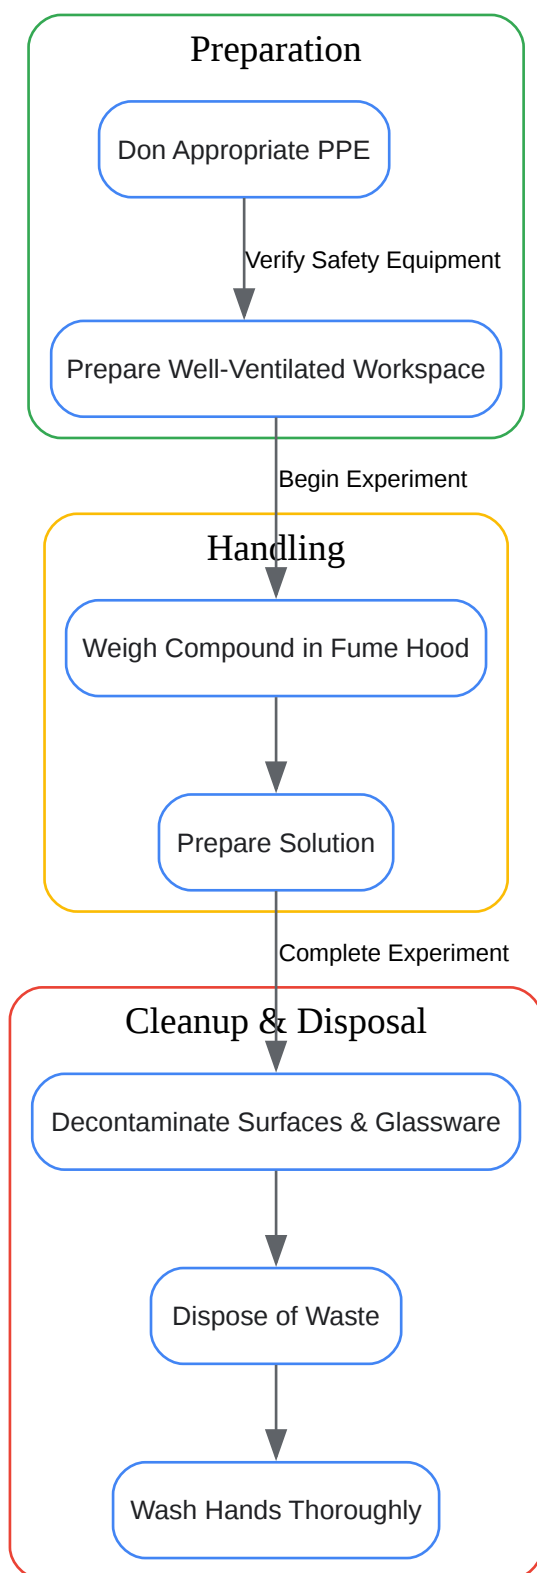 Preparation
Don Appropriate PPE
Verify Safety Equipment
Prepare Well-Ventilated Workspace
Begin Experiment
Handling
Weigh Compound in Fume Hood
Prepare Solution
Complete Experiment
Cleanup & Disposal
Decontaminate Surfaces & Glassware
Dispose of Waste
Wash Hands Thoroughly